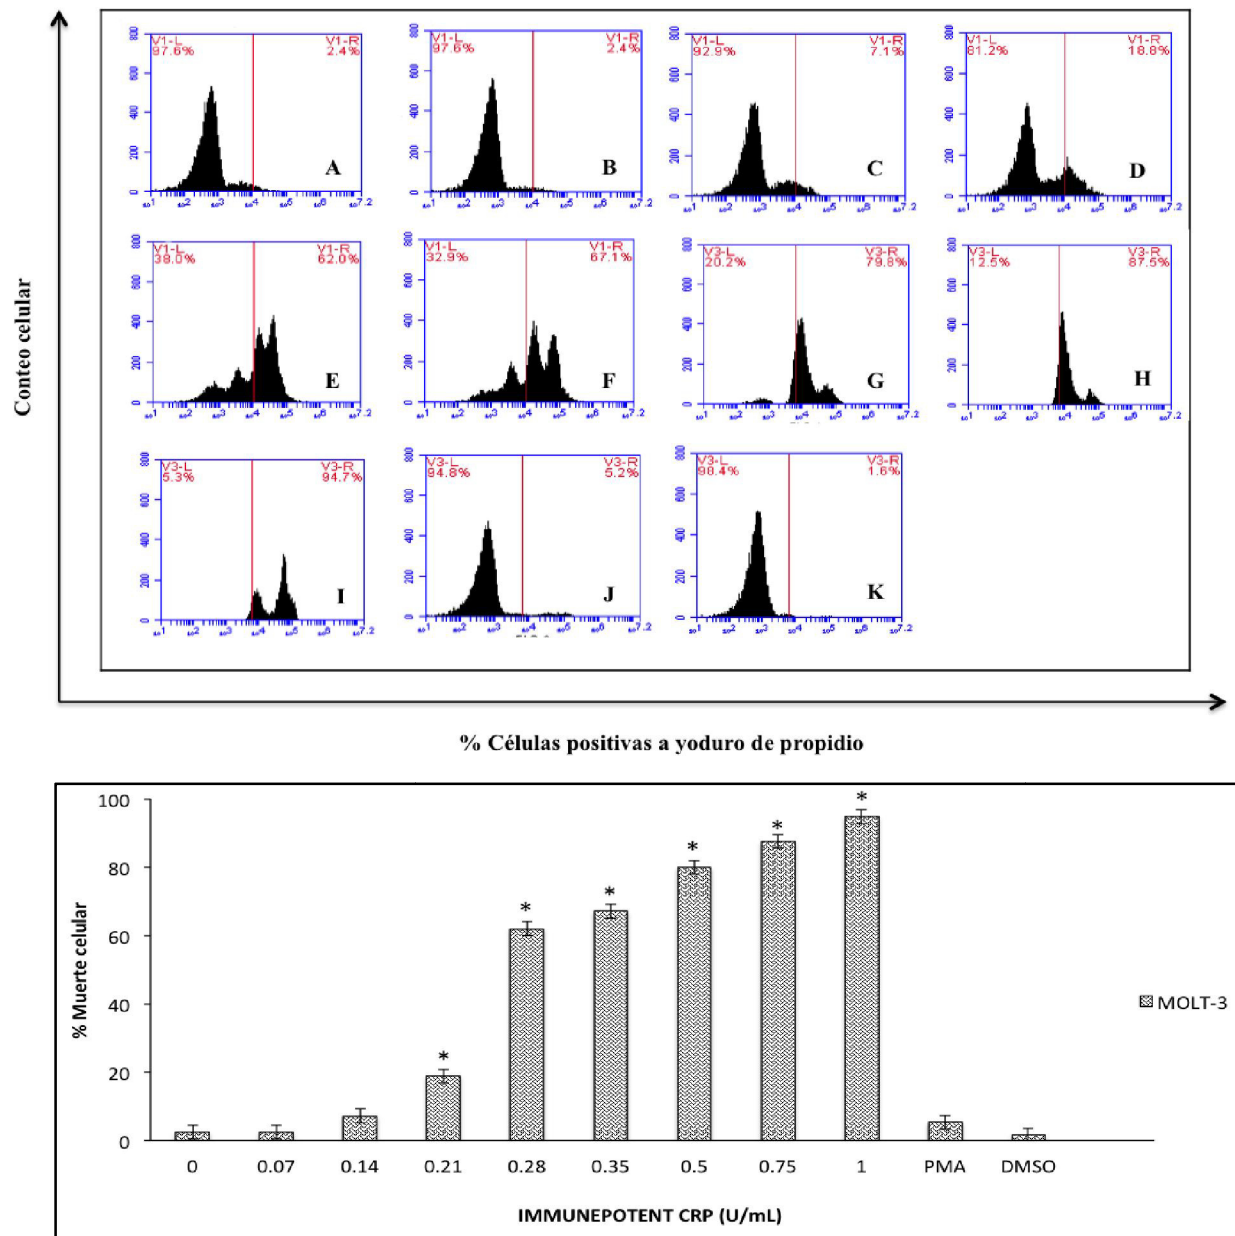 Conteo celular
V1-L V1-R
97.6% 2.4%
A
V1-L V1-R
97.6% 2.4%
B
V1-L V1-R
92.9% 7.1%
C
V1-L V1-R
81.2% 18.8%
D
V1-L V1-R
38.0% 62.0%
E
V1-L V1-R
32.9% 67.1%
F
V3-L V3-R
20.2% 79.8%
G
V3-L V3-R
12.5% 87.5%
H
V3-L V3-R
5.3% 94.7%
I
V3-L V3-R
94.8% 5.2%
J
V3-L V3-R
98.4% 1.6%
K
% Células positivas a yoduro de propidio
% Muerte celular
100
80
60
40
20
0
* * * * * * *
0 0.07 0.14 0.21 0.28 0.35 0.5 0.75 1 PMA DMSO
IMMUNEPOTENT CRP (U/mL)
MOLT-3